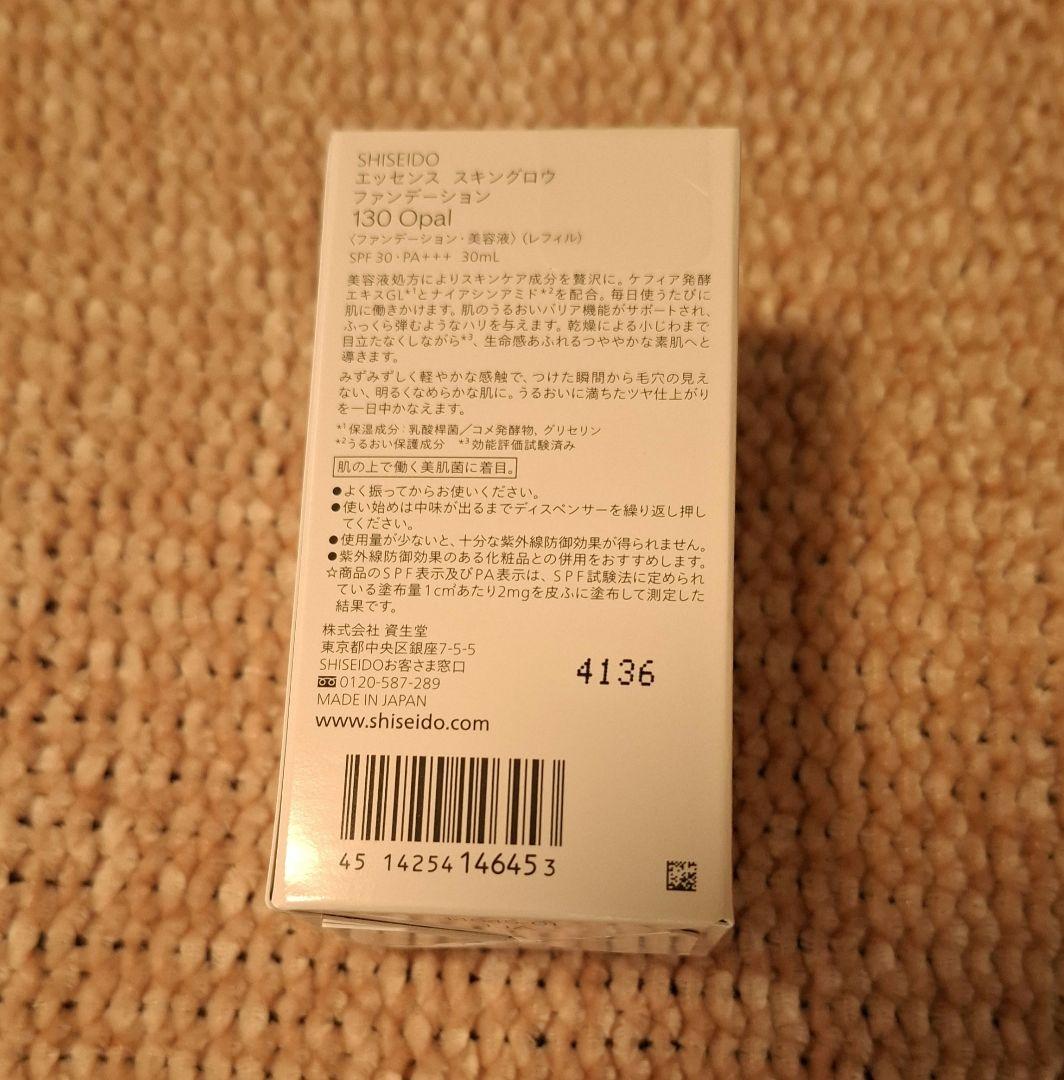 SHISEIDO
エッセンス スキングロウ
ファンデーション
130 Opal
〈ファンデーション・美容液〉(レフィル)
SPF 30・PA+++ 30mL
美容液処方によりスキンケア成分を贅沢に。ケフィア発酵
エキスGL*1とナイアシンアミド*2を配合。毎日使うたびに
肌に働きかけます。肌のうるおいバリア機能がサポートされ、
ふっくら弾むようなハリを与えます。乾燥による小じわまで
目立たなくしながら*3、生命感あふれるつややかな素肌へと
導きます。
みずみずしく軽やかな感触で、つけた瞬間から毛穴の見え
ない、明るくなめらかな肌に。うるおいに満ちたツヤ仕上がり
を一日中かなえます。
*1 保湿成分：乳酸桿菌／コメ発酵物, グリセリン
*2うるおい保護成分 *3効能評価試験済み
肌の上で働く美肌菌に着目。
●よく振ってからお使いください。
●使い始めは中味が出るまでディスペンサーを繰り返し押し
てください。
●使用量が少ないと、十分な紫外線防御効果が得られません。
●紫外線防御効果のある化粧品との併用をおすすめします。
☆商品のSPF表示及びPA表示は、SPF試験法に定められ
ている塗布量1c㎡あたり2mgを皮ふに塗布して測定した
結果です。
株式会社 資生堂
東京都中央区銀座7-5-5
SHISEIDOお客さま窓口
0120-587-289
MADE IN JAPAN
www.shiseido.com
4136
45 14254 14645 3